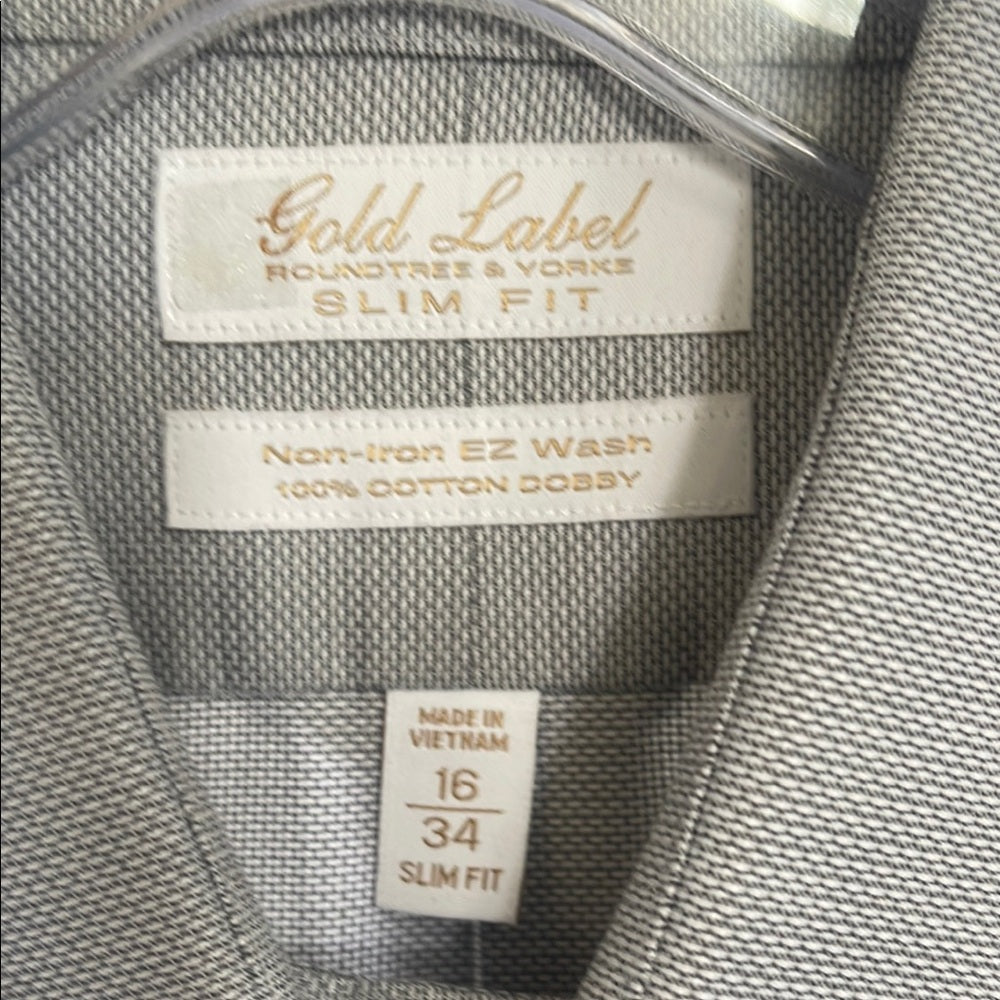 Gold Label
ROUNDTREE & YORKE
SLIM FIT
Non-Iron EZ Wash
100% COTTON DOBBY
MADE IN
VIETNAM
16
34
SLIM FIT